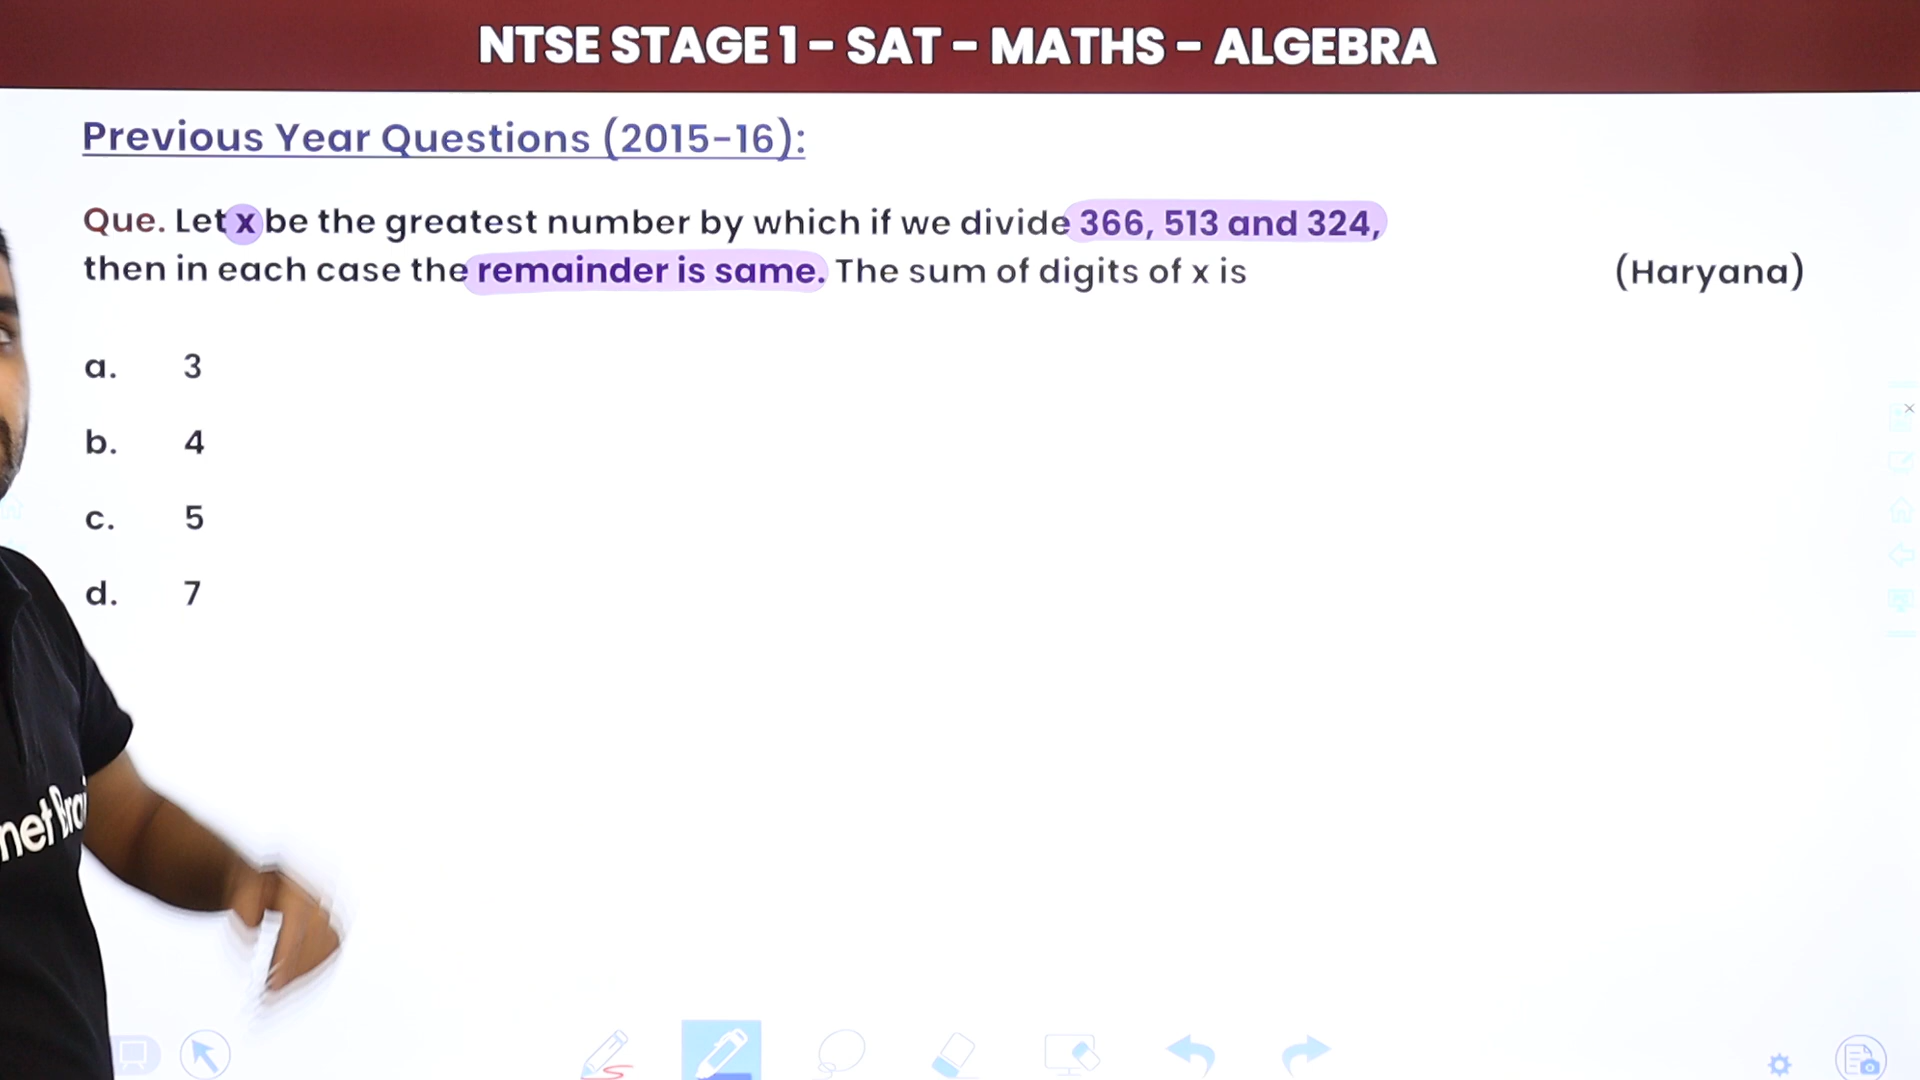 NTSE STAGE 1 – SAT – MATHS – ALGEBRA
Previous Year Questions (2015-16):
Que. Let x be the greatest number by which if we divide 366, 513 and 324,
then in each case the remainder is same. The sum of digits of x is (Haryana)
a. 3
b. 4
c. 5
d. 7